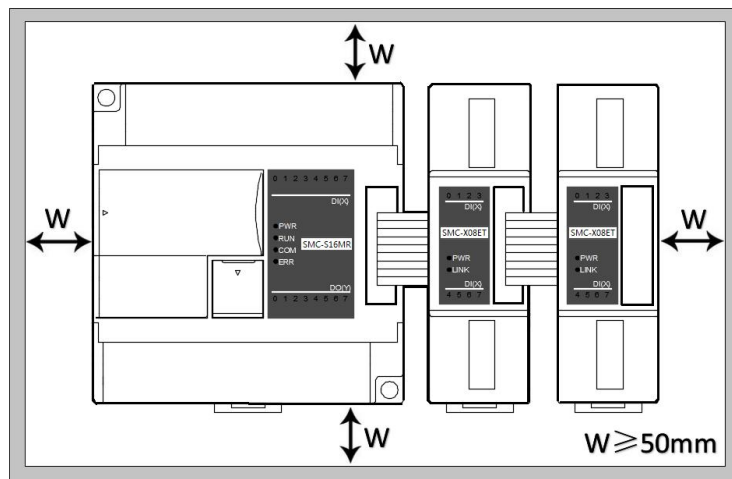 W
0 1 2 3 4 5 6 7
DI(X)
PWR
RUN
COM
ERR
SMC-S16MR
DO(Y)
0 1 2 3 4 5 6 7
0 1 2 3
DI(X)
SMC-X08ET
PWR
LINK
DI(X)
4 5 6 7
0 1 2 3
DI(X)
SMC-X08ET
PWR
LINK
DI(X)
4 5 6 7
W
W
W
W≥50mm